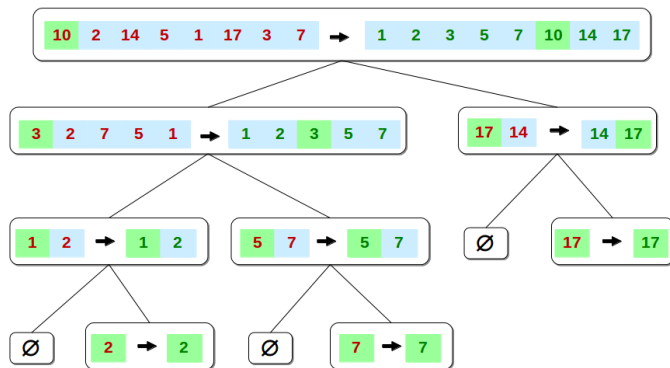 10 2 14 5 1 17 3 7 → 1 2 3 5 7 10 14 17
3 2 7 5 1 → 1 2 3 5 7
17 14 → 14 17
1 2 → 1 2
5 7 → 5 7
∅
17 → 17
∅
2 → 2
∅
7 → 7